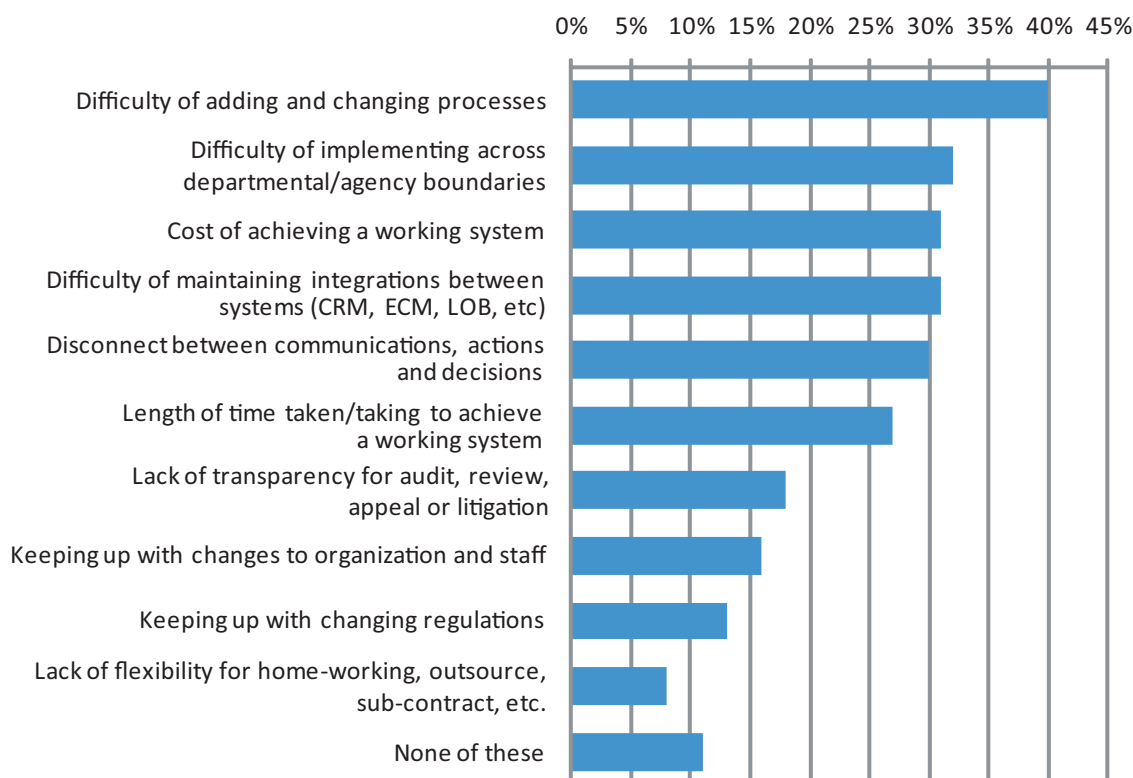 0% 5% 10% 15% 20% 25% 30% 35% 40% 45%
Difficulty of adding and changing processes
Difficulty of implementing across
departmental/agency boundaries
Cost of achieving a working system
Difficulty of maintaining integrations between
systems (CRM, ECM, LOB, etc)
Disconnect between communications, actions
and decisions
Length of time taken/taking to achieve
a working system
Lack of transparency for audit, review,
appeal or litigation
Keeping up with changes to organization and staff
Keeping up with changing regulations
Lack of flexibility for home-working, outsource,
sub-contract, etc.
None of these